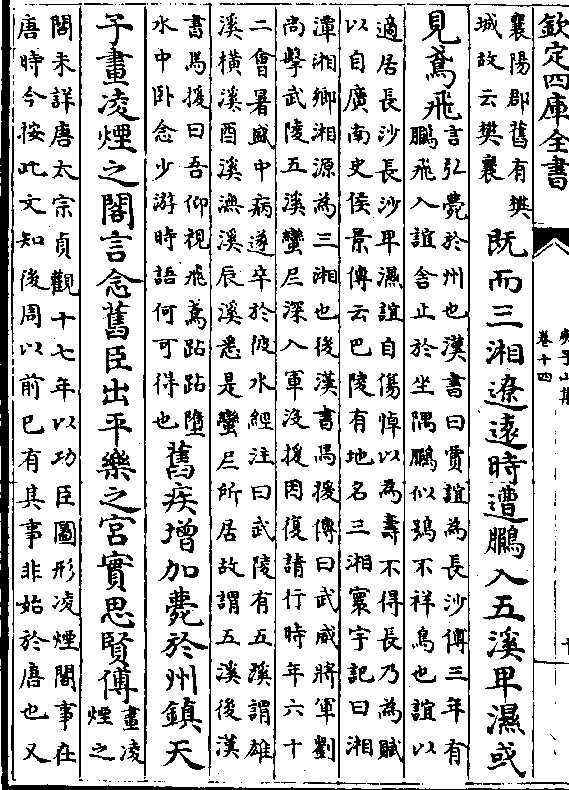 欽定四庫全書
卷十四
襄陽郡舊有樊
城故云樊襄
既而三湘遼遠時遭鵩入五溪卑濕或
見鳶飛
言弘薨於州也漢書曰賈誼為長沙傅三年有
鵩飛入誼舍止於坐隅鵩似鴞不祥鳥也誼以
適居長沙長沙卑濕誼自傷悼以為壽不得長乃為賦
以自廣南史侯景傳云巴陵有地名三湘寰宇記曰湘
潭湘鄉湘源為三湘也後漢書馬援傳曰武威將軍劉
尚擊武陵五溪蠻𡰥深入軍没援因復請行時年六十
二會暑盛中病遂卒於彼水經注曰武陵有五溪謂雄
溪横溪酉溪潕溪辰溪悉是蠻𡰥所居故謂五溪後漢
書馬援曰吾仰視飛鳶跕跕墮
水中卧念少游時語何可得也
舊疾增加薨於州鎮天
子畫凌煙之閣言念舊臣出平樂之宫實思賢傅
畫凌
煙之
閣未詳唐太宗貞觀十七年以功臣圖形凌煙閣事在
唐時今按此文知後周以前已有其事非始於唐也又